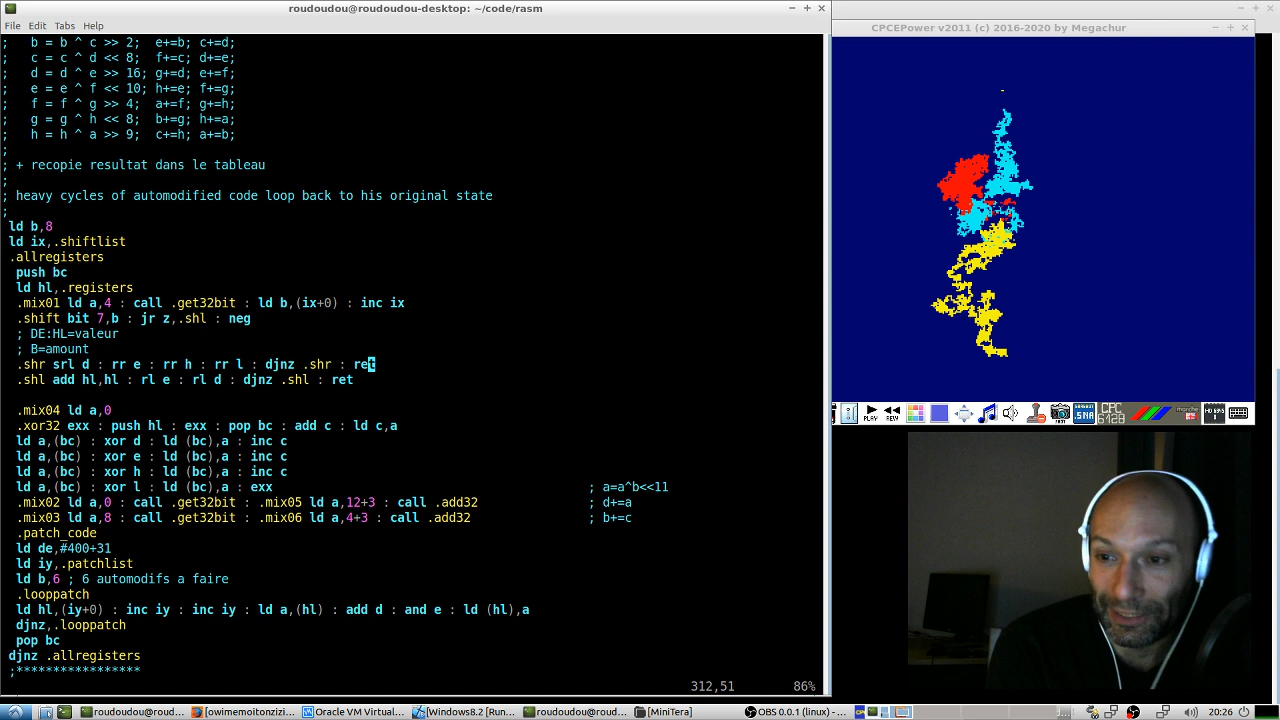 roudoudou@roudoudou-desktop: ~/code/rasm
File Edit Tabs Help
;   b = b ^ c >> 2;  e+=b; c+=d;
;   c = c ^ d << 8;  f+=c; d+=e;
;   d = d ^ e >> 16; g+=d; e+=f;
;   e = e ^ f << 10; h+=e; f+=g;
;   f = f ^ g >> 4;  a+=f; g+=h;
;   g = g ^ h << 8;  b+=g; h+=a;
;   h = h ^ a >> 9;  c+=h; a+=b;
;
; + recopie resultat dans le tableau
;
; heavy cycles of automodified code loop back to his original state
;
ld b,8
ld ix,.shiftlist
.allregisters
push bc
ld hl,.registers
.mix01 ld a,4 : call .get32bit : ld b,(ix+0) : inc ix
.shift bit 7,b : jr z,.shl : neg
; DE:HL=valeur
; B=amount
.shr srl d : rr e : rr h : rr l : djnz .shr : ret
.shl add hl,hl : rl e : rl d : djnz .shl : ret
.mix04 ld a,0
.xor32 exx : push hl : exx : pop bc : add c : ld c,a
ld a,(bc) : xor d : ld (bc),a : inc c
ld a,(bc) : xor e : ld (bc),a : inc c
ld a,(bc) : xor h : ld (bc),a : inc c
ld a,(bc) : xor l : ld (bc),a : exx ; a=a^b<<11
.mix02 ld a,0 : call .get32bit : .mix05 ld a,12+3 : call .add32 ; d+=a
.mix03 ld a,8 : call .get32bit : .mix06 ld a,4+3 : call .add32 ; b+=c
.patch_code
ld de,#400+31
ld iy,.patchlist
ld b,6 ; 6 automodifs a faire
.looppatch
ld hl,(iy+0) : inc iy : inc iy : ld a,(hl) : add d : and e : ld (hl),a
djnz,.looppatch
pop bc
djnz .allregisters
;*****************
312,51 86%
CPCEPower v2011 (c) 2016-2020 by Megachur
PLAY REW
.SNA
CPC
6128
roudoudou@roud...
[owimemoitonzizi...
Oracle VM Virtual...
[Windows8.2 [Run...
roudoudou@roud...
[MiniTera]
OBS 0.0.1 (linux) - ...
20:26